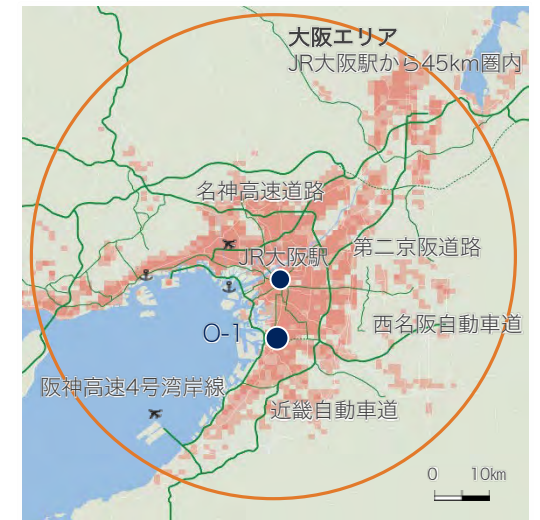 大阪エリア
JR大阪駅から45km圏内
名神高速道路
JR大阪駅
第二京阪道路
O-1
西名阪自動車道
阪神高速4号湾岸線
近畿自動車道
0 10km